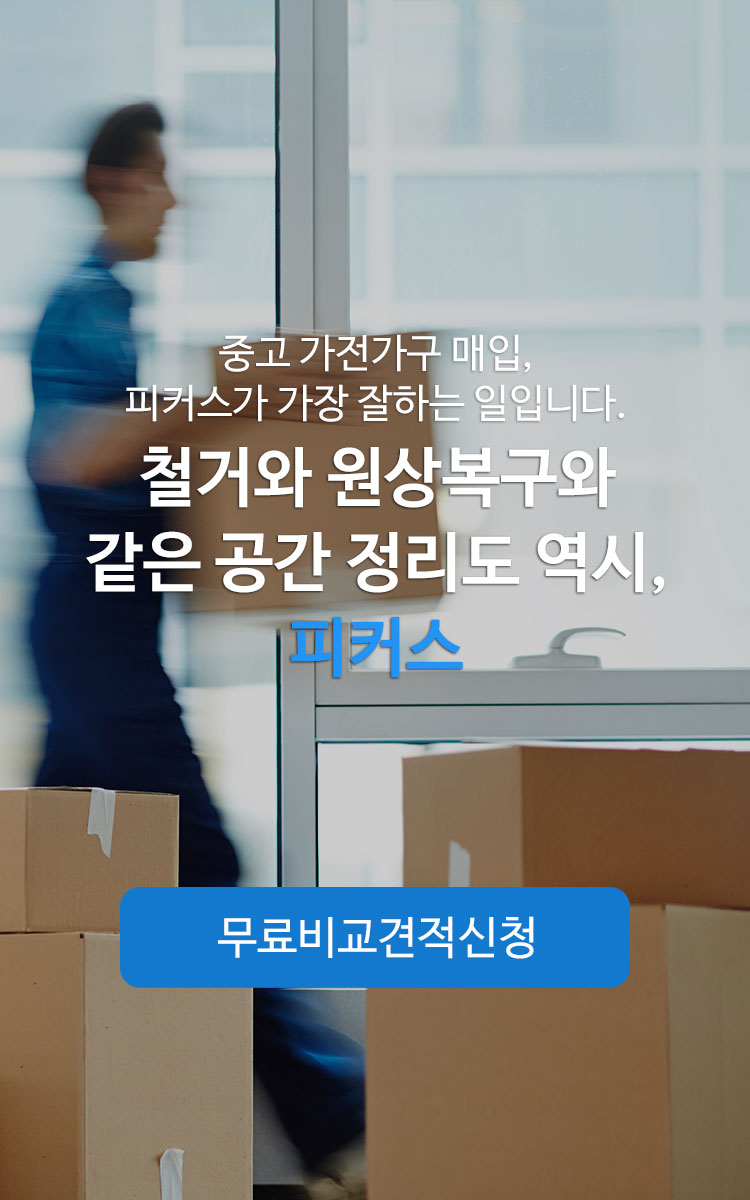 중고 가전가구 매입,
피커스가 가장 잘하는 일입니다.
철거와 원상복구와
같은 공간 정리도 역시,
피커스
무료비교견적신청